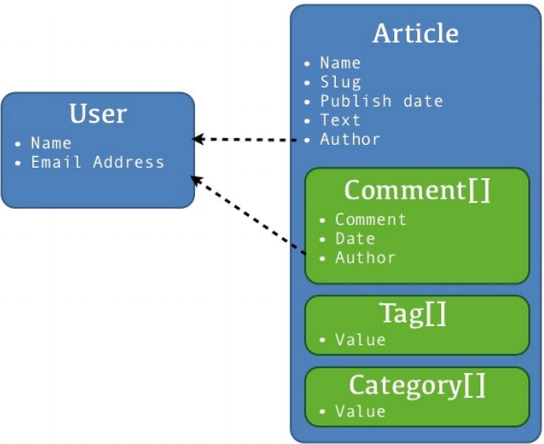 User
• Name
• Email Address
Article
• Name
• Slug
• Publish date
• Text
• Author
Comment[]
• Comment
• Date
• Author
Tag[]
• Value
Category[]
• Value